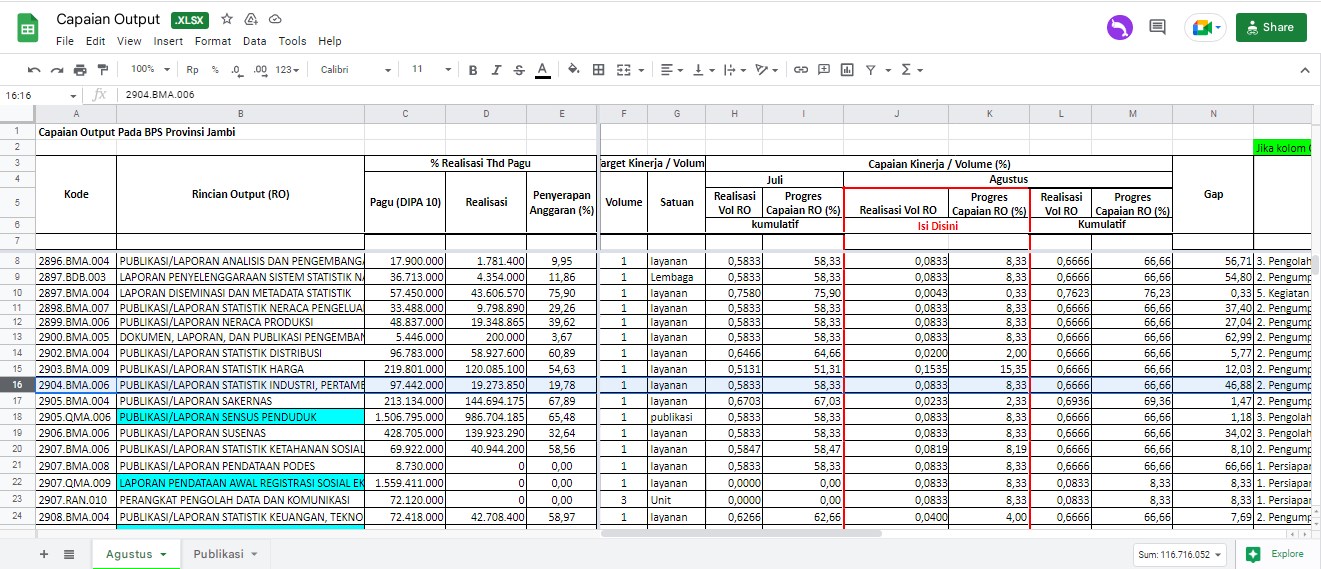 Capaian Output .XLSX
File Edit View Insert Format Data Tools Help
Share
100% Rp % .0 .00 123 Calibri 11 B I S A
16:16 fx 2904.BMA.006
A B C D E F G H I J K L M N
1 Capaian Output Pada BPS Provinsi Jambi
2 Jika kolom
3 % Realisasi Thd Pagu arget Kinerja / Volum Capaian Kinerja / Volume (%)
4 Juli Agustus
Kode Rincian Output (RO) Gap
5 Pagu (DIPA 10) Realisasi Penyerapan Anggaran (%) Volume Satuan Realisasi Vol RO Progres Capaian RO (%) Realisasi Vol RO Progres Capaian RO (%) Realisasi Vol RO Progres Capaian RO (%)
6 kumulatif Isi Disini Kumulatif
7
8 2896.BMA.004 PUBLIKASI/LAPORAN ANALISIS DAN PENGEMBANG 17.900.000 1.781.400 9,95 1 layanan 0,5833 58,33 0,0833 8,33 0,6666 66,66 56,71 3. Pengolah
9 2897.BDB.003 LAPORAN PENYELENGGARAAN SISTEM STATISTIK N 36.713.000 4.354.000 11,86 1 Lembaga 0,5833 58,33 0,0833 8,33 0,6666 66,66 54,80 2. Pengump
10 2897.BMA.004 LAPORAN DISEMINASI DAN METADATA STATISTIK 57.450.000 43.606.570 75,90 1 layanan 0,7580 75,90 0,0043 0,33 0,7623 76,23 0,33 5. Kegiatan
11 2898.BMA.007 PUBLIKASI/LAPORAN STATISTIK NERACA PENGELUA 33.488.000 9.798.890 29,26 1 layanan 0,5833 58,33 0,0833 8,33 0,6666 66,66 37,40 2. Pengump
12 2899.BMA.006 PUBLIKASI/LAPORAN NERACA PRODUKSI 48.837.000 19.348.865 39,62 1 layanan 0,5833 58,33 0,0833 8,33 0,6666 66,66 27,04 2. Pengump
13 2900.BMA.005 DOKUMEN, LAPORAN, DAN PUBLIKASI PENGEMBAN 5.446.000 200.000 3,67 1 layanan 0,5833 58,33 0,0833 8,33 0,6666 66,66 62,99 2. Pengump
14 2902.BMA.004 PUBLIKASI/LAPORAN STATISTIK DISTRIBUSI 96.783.000 58.927.600 60,89 1 layanan 0,6466 64,66 0,0200 2,00 0,6666 66,66 5,77 2. Pengump
15 2903.BMA.009 PUBLIKASI/LAPORAN STATISTIK HARGA 219.801.000 120.085.100 54,63 1 layanan 0,5131 51,31 0,1535 15,35 0,6666 66,66 12,03 2. Pengump
16 2904.BMA.006 PUBLIKASI/LAPORAN STATISTIK INDUSTRI, PERTAMB 97.442.000 19.273.850 19,78 1 layanan 0,5833 58,33 0,0833 8,33 0,6666 66,66 46,88 2. Pengump
17 2905.BMA.004 PUBLIKASI/LAPORAN SAKERNAS 213.134.000 144.694.175 67,89 1 layanan 0,6703 67,03 0,0233 2,33 0,6936 69,36 1,47 2. Pengump
18 2905.QMA.006 PUBLIKASI/LAPORAN SENSUS PENDUDUK 1.506.795.000 986.704.185 65,48 1 publikasi 0,5833 58,33 0,0833 8,33 0,6666 66,66 1,18 3. Pengolah
19 2906.BMA.006 PUBLIKASI/LAPORAN SUSENAS 428.705.000 139.923.290 32,64 1 layanan 0,5833 58,33 0,0833 8,33 0,6666 66,66 34,02 3. Pengolah
20 2907.BMA.006 PUBLIKASI/LAPORAN STATISTIK KETAHANAN SOSIAL 69.922.000 40.944.200 58,56 1 layanan 0,5847 58,47 0,0819 8,19 0,6666 66,66 8,10 2. Pengump
21 2907.BMA.008 PUBLIKASI/LAPORAN PENDATAAN PODES 8.730.000 0 0,00 1 layanan 0,5833 58,33 0,0833 8,33 0,6666 66,66 66,66 1. Persiapan
22 2907.QMA.009 LAPORAN PENDATAAN AWAL REGISTRASI SOSIAL EK 1.559.411.000 0 0,00 1 layanan 0,0000 0,00 0,0833 8,33 0,0833 8,33 8,33 1. Persiapan
23 2907.RAN.010 PERANGKAT PENGOLAH DATA DAN KOMUNIKASI 72.120.000 0 0,00 3 Unit 0,0000 0,00 0,0833 8,33 0,0833 8,33 8,33 1. Persiapan
24 2908.BMA.004 PUBLIKASI/LAPORAN STATISTIK KEUANGAN, TEKNO 72.418.000 42.708.400 58,97 1 layanan 0,6266 62,66 0,0400 4,00 0,6666 66,66 7,69 2. Pengump
Agustus Publikasi Sum: 116.716.052 Explore